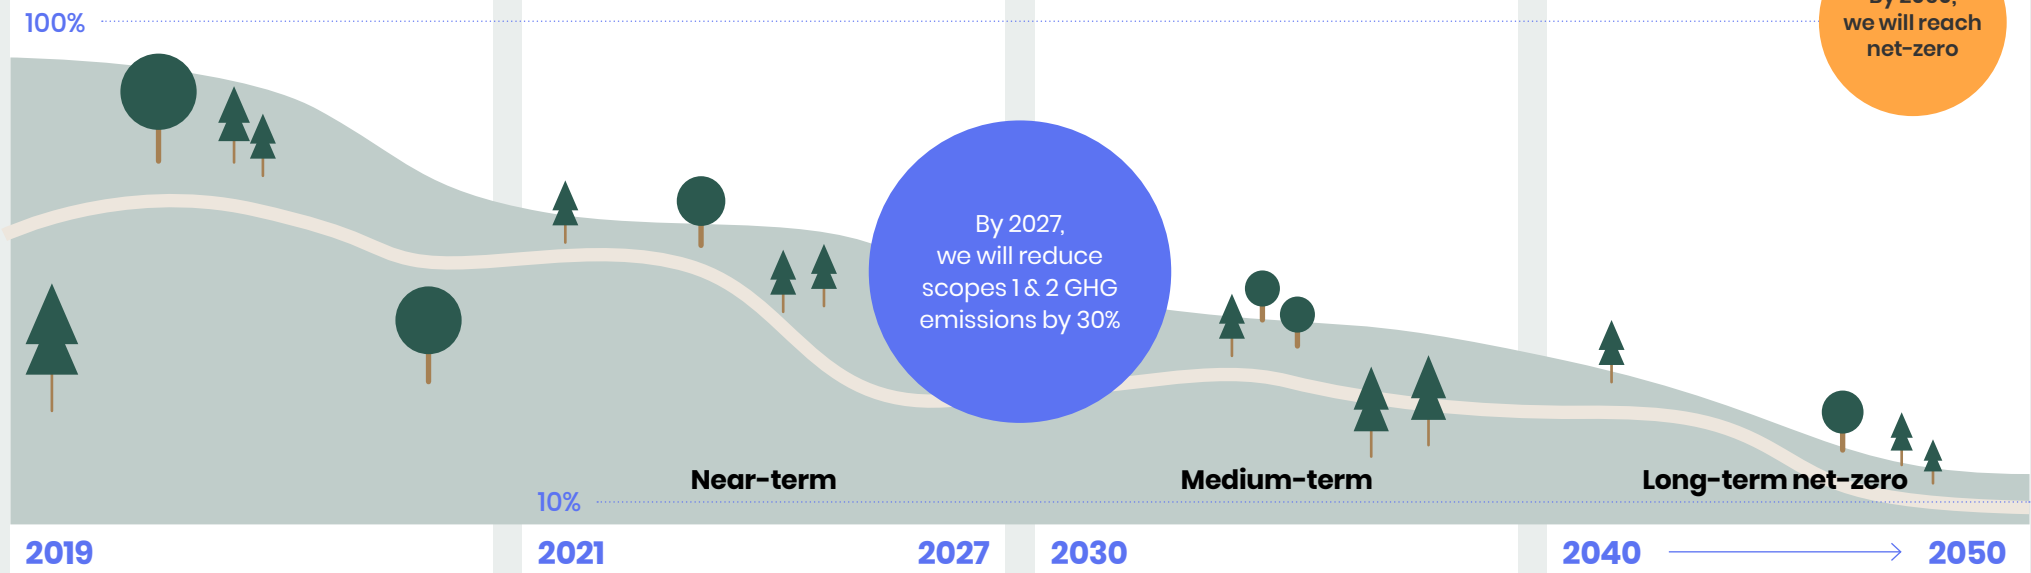 100%
we will reach
net-zero
By 2027,
we will reduce
scopes 1 & 2 GHG
emissions by 30%
Near-term
Medium-term
Long-term net-zero
10%
2019
2021
2027
2030
2040
2050